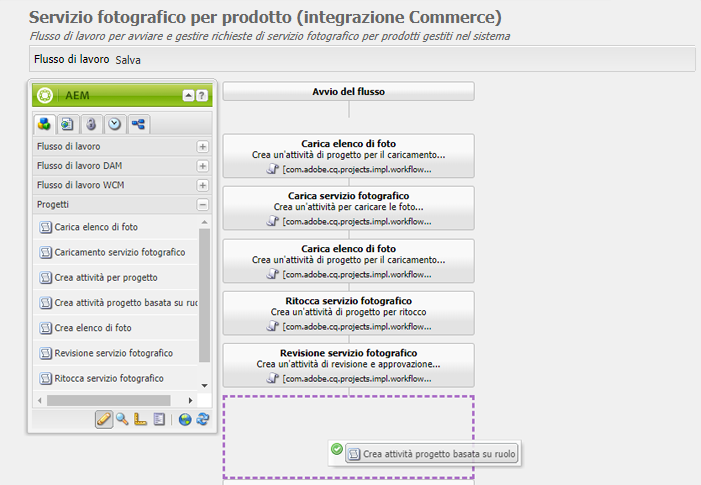 Servizio fotografico per prodotto (integrazione Commerce)
Flusso di lavoro per avviare e gestire richieste di servizio fotografico per prodotti gestiti nel sistema
Flusso di lavoro Salva
AEM
?
Flusso di lavoro
Flusso di lavoro DAM
Flusso di lavoro WCM
Progetti
Carica elenco di foto
Caricamento servizio fotografico
Crea attività per progetto
Crea attività progetto basata su ruo
Crea elenco di foto
Revisione servizio fotografico
Ritocca servizio fotografico
Avvio del flusso
Carica elenco di foto
Crea un'attività di progetto per il caricamento...
[com.adobe.cq.projects.impl.workflow...
Carica servizio fotografico
Crea un'attività per caricare le foto...
[com.adobe.cq.projects.impl.workflow...
Carica elenco di foto
Crea un'attività di progetto per il caricamento...
[com.adobe.cq.projects.impl.workflow...
Ritocca servizio fotografico
Crea un'attività di progetto per ritocco
[com.adobe.cq.projects.impl.workflow...
Revisione servizio fotografico
Crea un'attività di revisione e approvazione...
[com.adobe.cq.projects.impl.workflow...
Crea attività progetto basata su ruolo